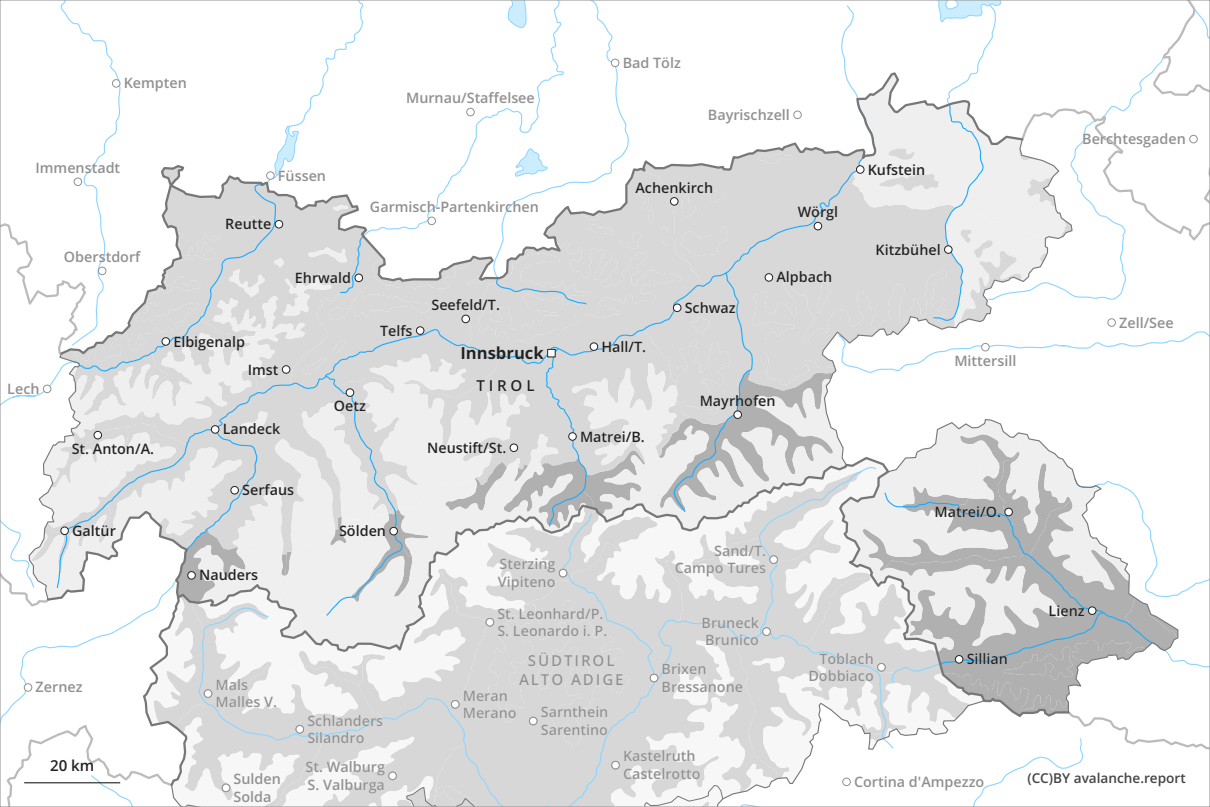 Kempten
Bad Tölz
Murnau/Staffelsee
Bayrischzell
Berchtesgaden
Immenstadt
Füssen
Kufstein
Achenkirch
Garmisch-Partenkirchen
Wörgl
Reutte
Kitzbühel
Oberstdorf
Ehrwald
Alpbach
Seefeld/T.
Schwaz
Zell/See
Telfs
Elbigenalp
Innsbruck
Hall/T.
Mittersill
Imst
TIROL
Lech
Oetz
Mayrhofen
Landeck
Matrei/B.
St. Anton/A.
Neustift/St.
Serfaus
Matrei/O.
Galtür
Sölden
Sand/T.
Campo Tures
Sterzing
Vipiteno
Nauders
St. Leonhard/P.
S. Leonardo i. P.
Lienz
Bruneck
Brunico
SÜDTIROL
ALTO ADIGE
Toblach
Dobbiaco
Sillian
Brixen
Bressanone
Zernez
Mals
Malles V.
Meran
Merano
Sarnthein
Sarentino
Schlanders
Silandro
Kastelruth
Castelrotto
St. Walburg
S. Valburga
20 km
Sulden
Solda
Cortina d'Ampezzo
(CC)BY avalanche.report